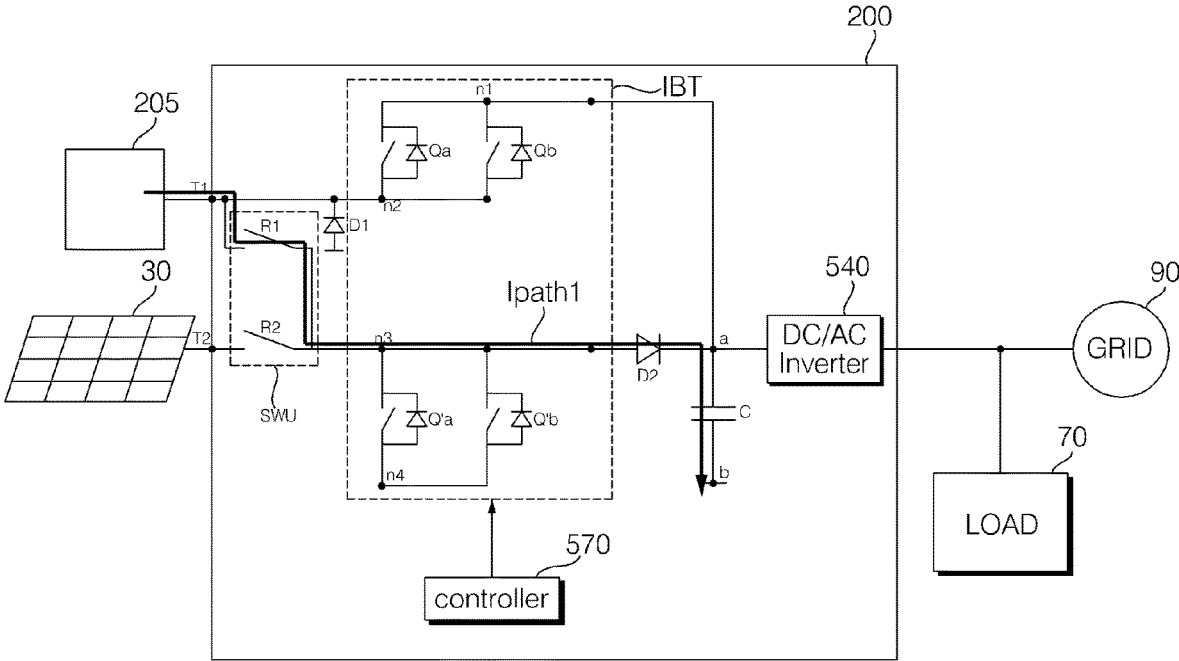 200
IBT
n1
205
Qa
Qb
T1
n2
R1
D1
30
Ipath1
540
90
T2
R2
n3
a
DC/AC
Inverter
GRID
D2
SWU
Q'a
Q'b
C
70
n4
b
LOAD
570
controller